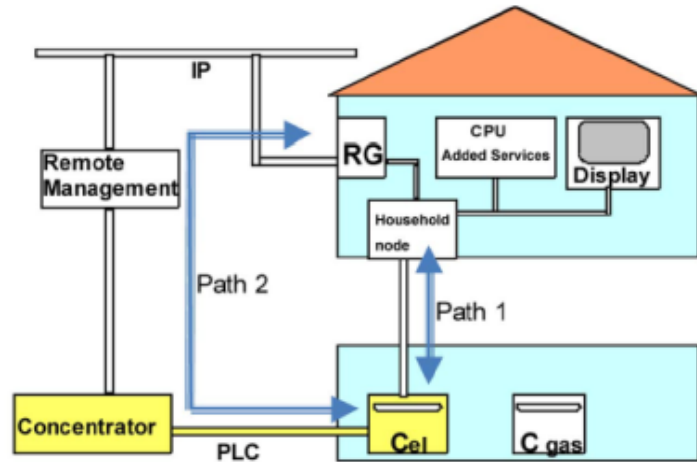 IP
RG
CPU
Added Services
Display
Remote
Management
Household
node
Path 2
Path 1
Concentrator
PLC
Cel
C gas